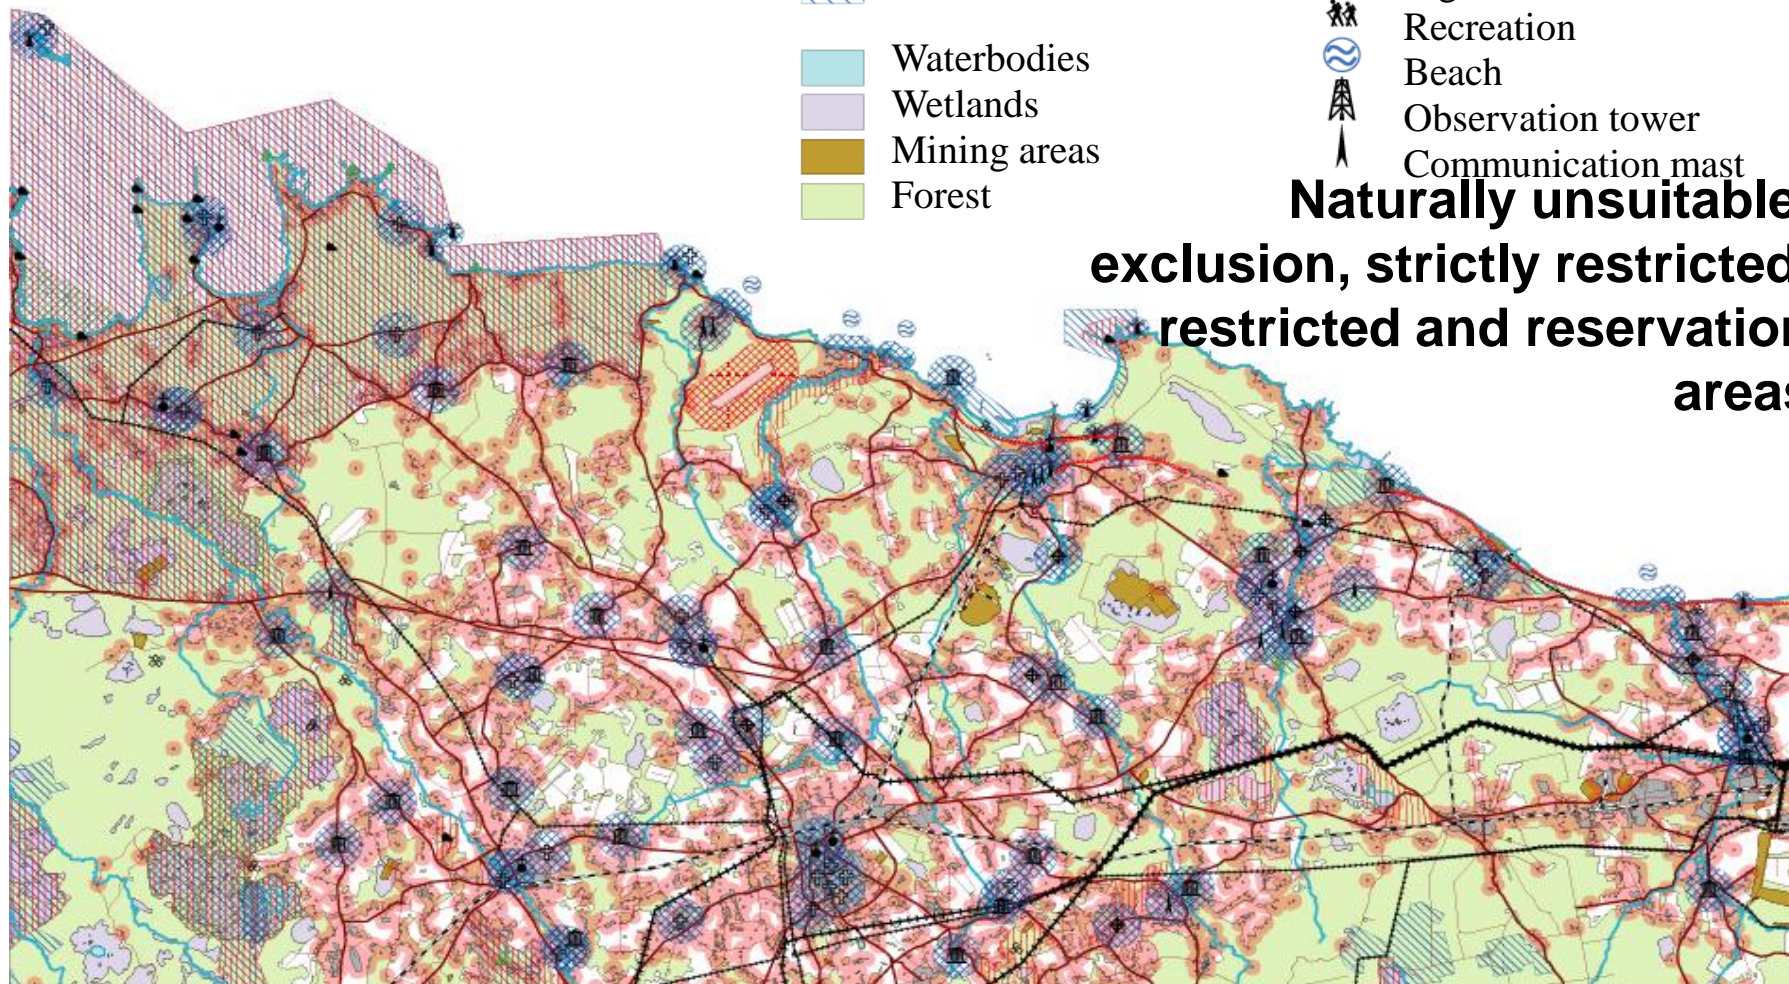 Waterbodies
Wetlands
Mining areas
Forest
Recreation
Beach
Observation tower
Communication mast
Naturally unsuitable
exclusion, strictly restricted
restricted and reservation
areas